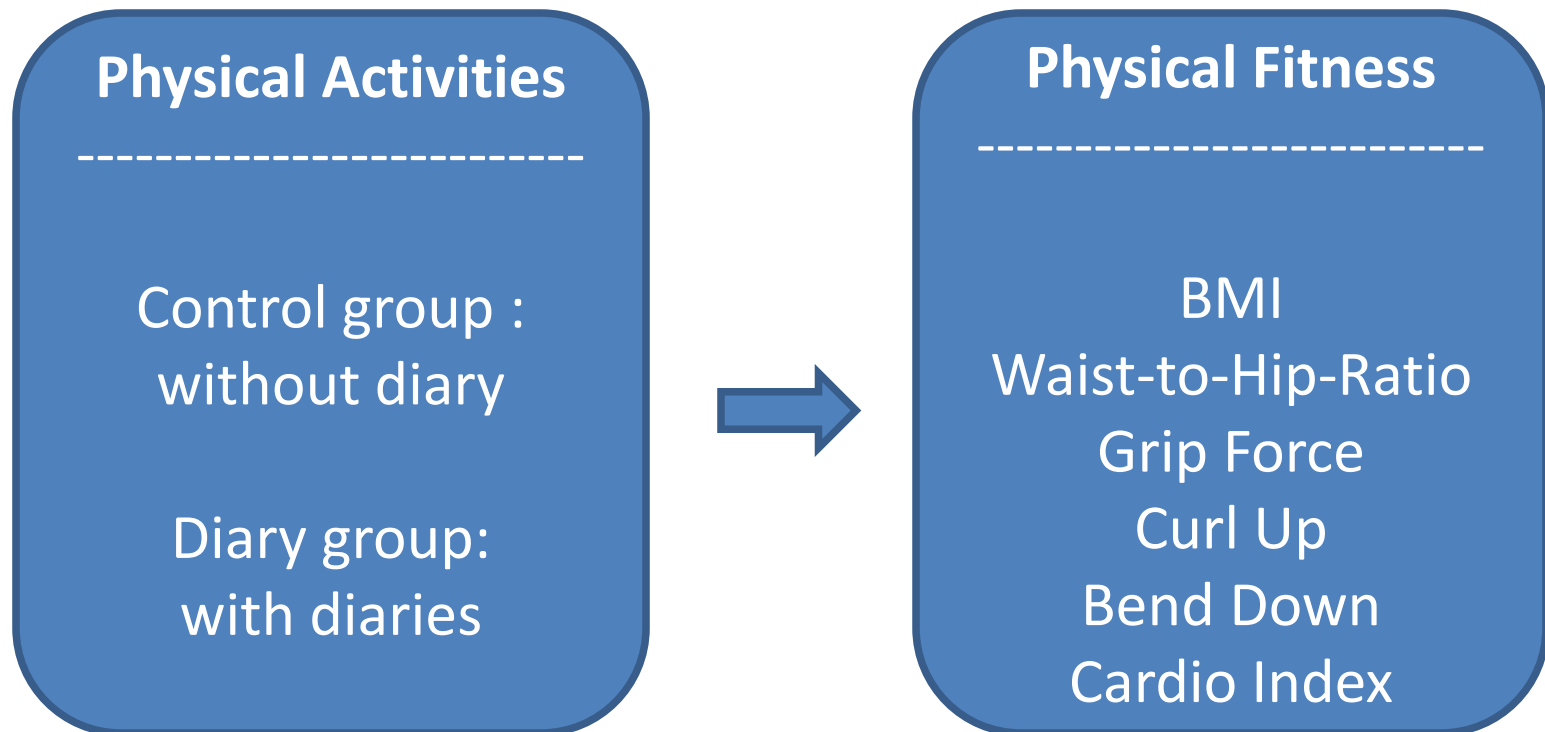 Physical Activities
--------------------------
Control group :
without diary
Diary group:
with diaries
Physical Fitness
--------------------------
BMI
Waist-to-Hip-Ratio
Grip Force
Curl Up
Bend Down
Cardio Index